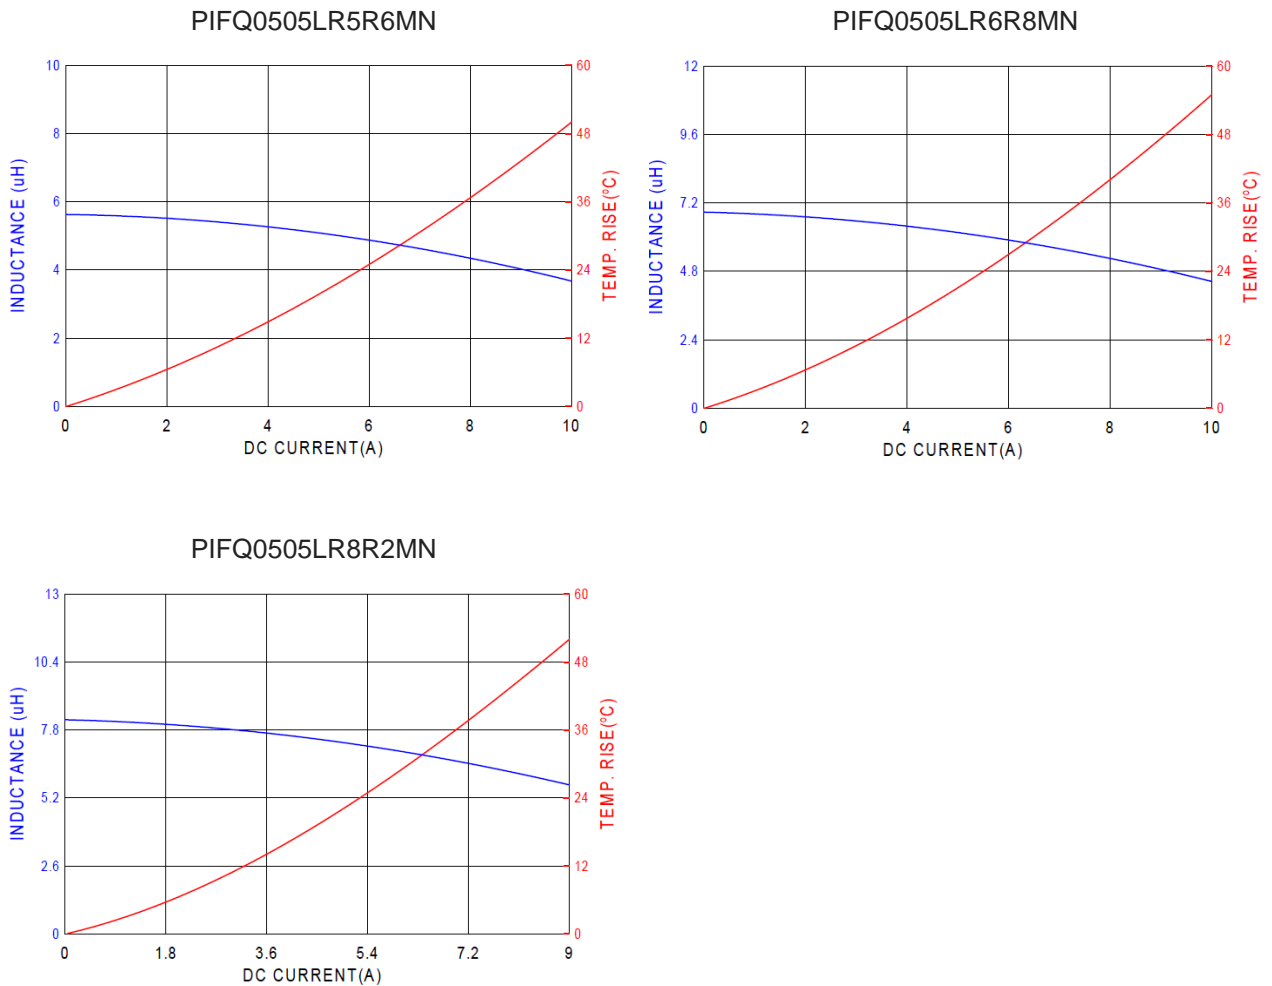 PIFQ0505LR5R6MN
10
8
6
4
2
0
INDUCTANCE (uH)
60
48
36
24
12
0
TEMP. RISE(ºC)
0 2 4 6 8 10
DC CURRENT(A)
PIFQ0505LR6R8MN
12
9.6
7.2
4.8
2.4
0
INDUCTANCE (uH)
60
48
36
24
12
0
TEMP. RISE(ºC)
0 2 4 6 8 10
DC CURRENT(A)
PIFQ0505LR8R2MN
13
10.4
7.8
5.2
2.6
0
INDUCTANCE (uH)
60
48
36
24
12
0
TEMP. RISE(ºC)
0 1.8 3.6 5.4 7.2 9
DC CURRENT(A)